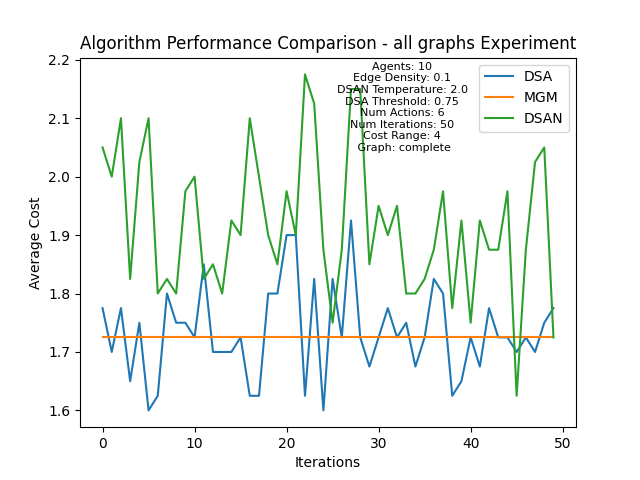 Algorithm Performance Comparison - all graphs Experiment
Average Cost
2.2
2.1
2.0
1.9
1.8
1.7
1.6
Agents: 10
Edge Density: 0.1
DSAN Temperature: 2.0
DSA Threshold: 0.75
Num Actions: 6
Num Iterations: 50
Cost Range: 4
Graph: complete
DSA
MGM
DSAN
0
10
20
30
40
50
Iterations